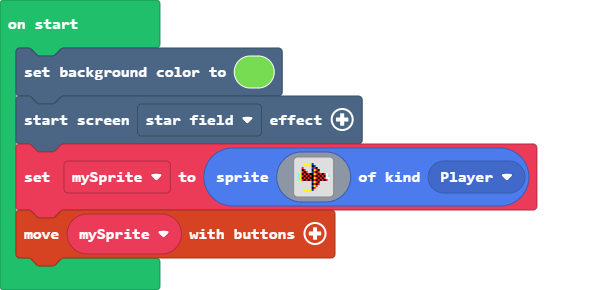 on start
set background color to
start screen star field effect
set mySprite to sprite of kind Player
move mySprite with buttons